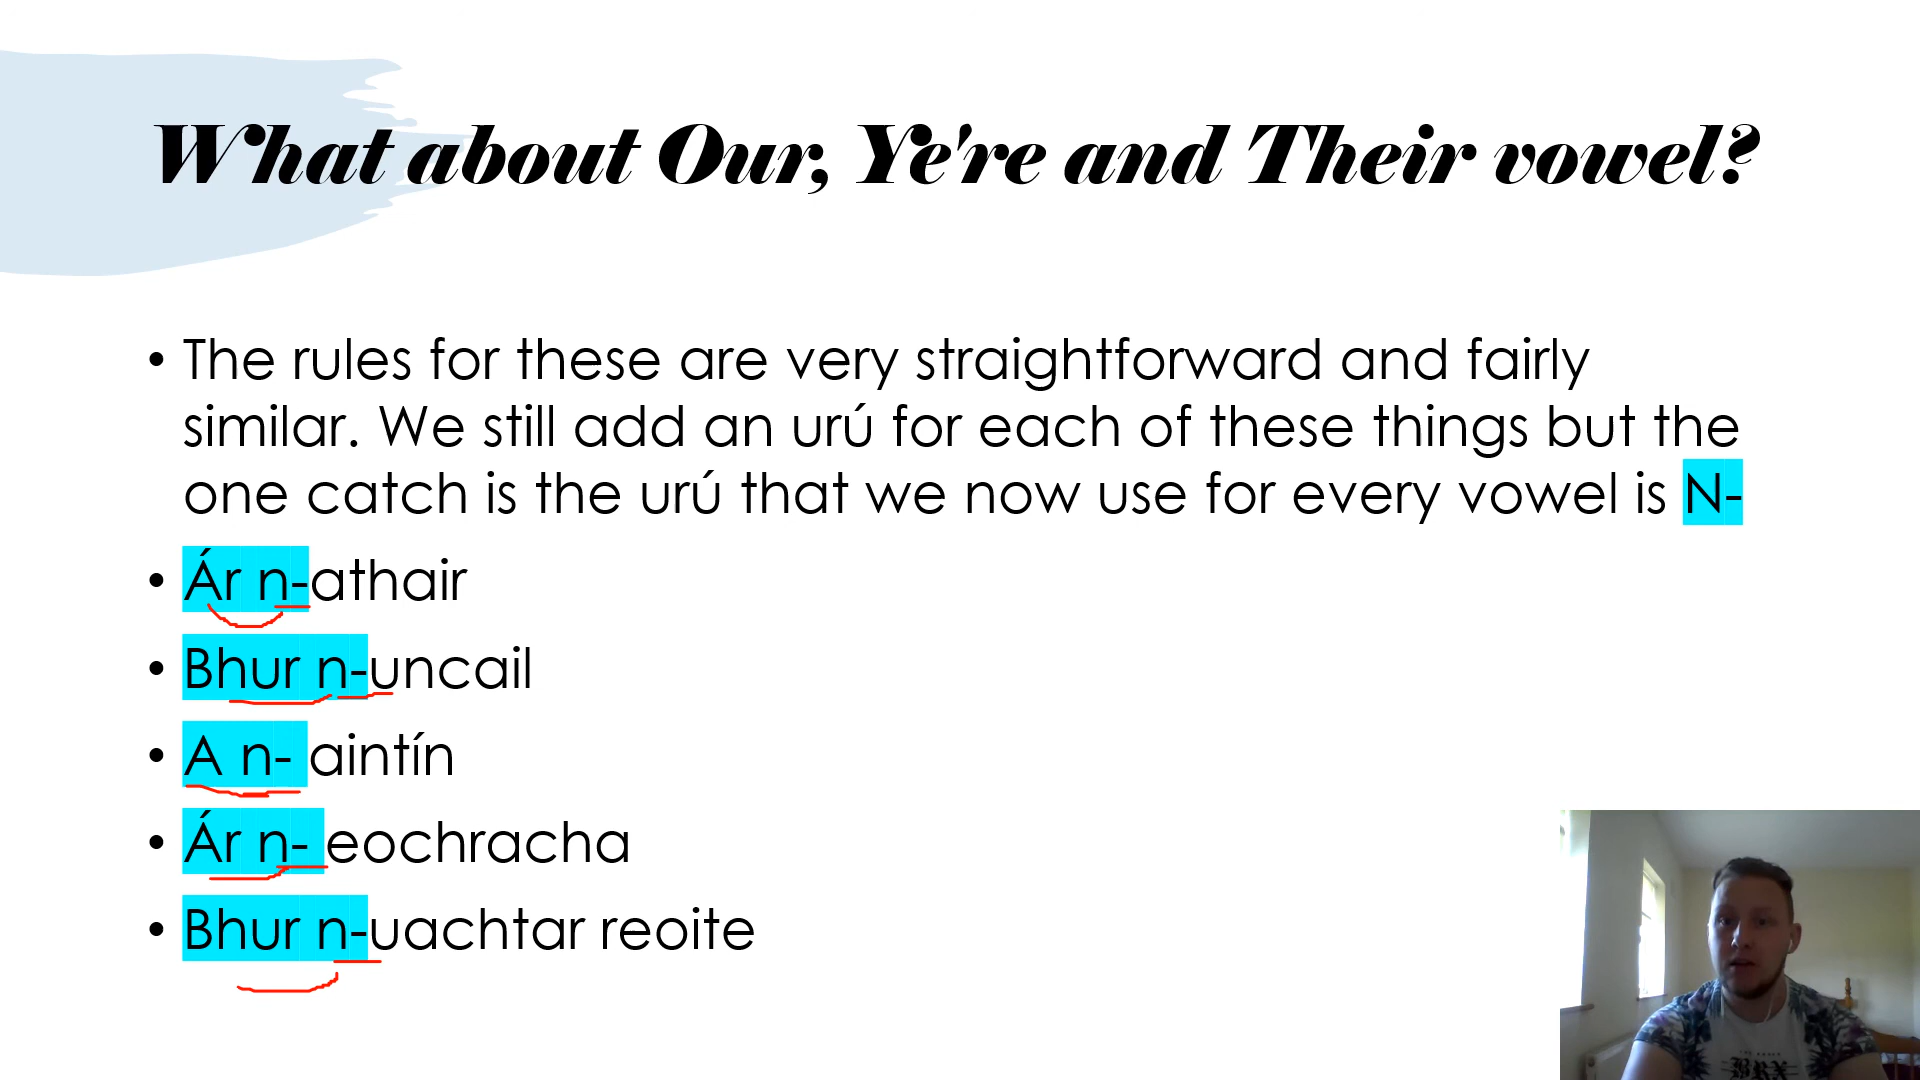 What about Our, Ye're and Their vowel?
• The rules for these are very straightforward and fairly
similar. We still add an urú for each of these things but the
one catch is the urú that we now use for every vowel is N-
• Ár n-athair
• Bhur n-uncail
• A n- aintín
• Ár n- eochracha
• Bhur n-uachtar reoite
BRX